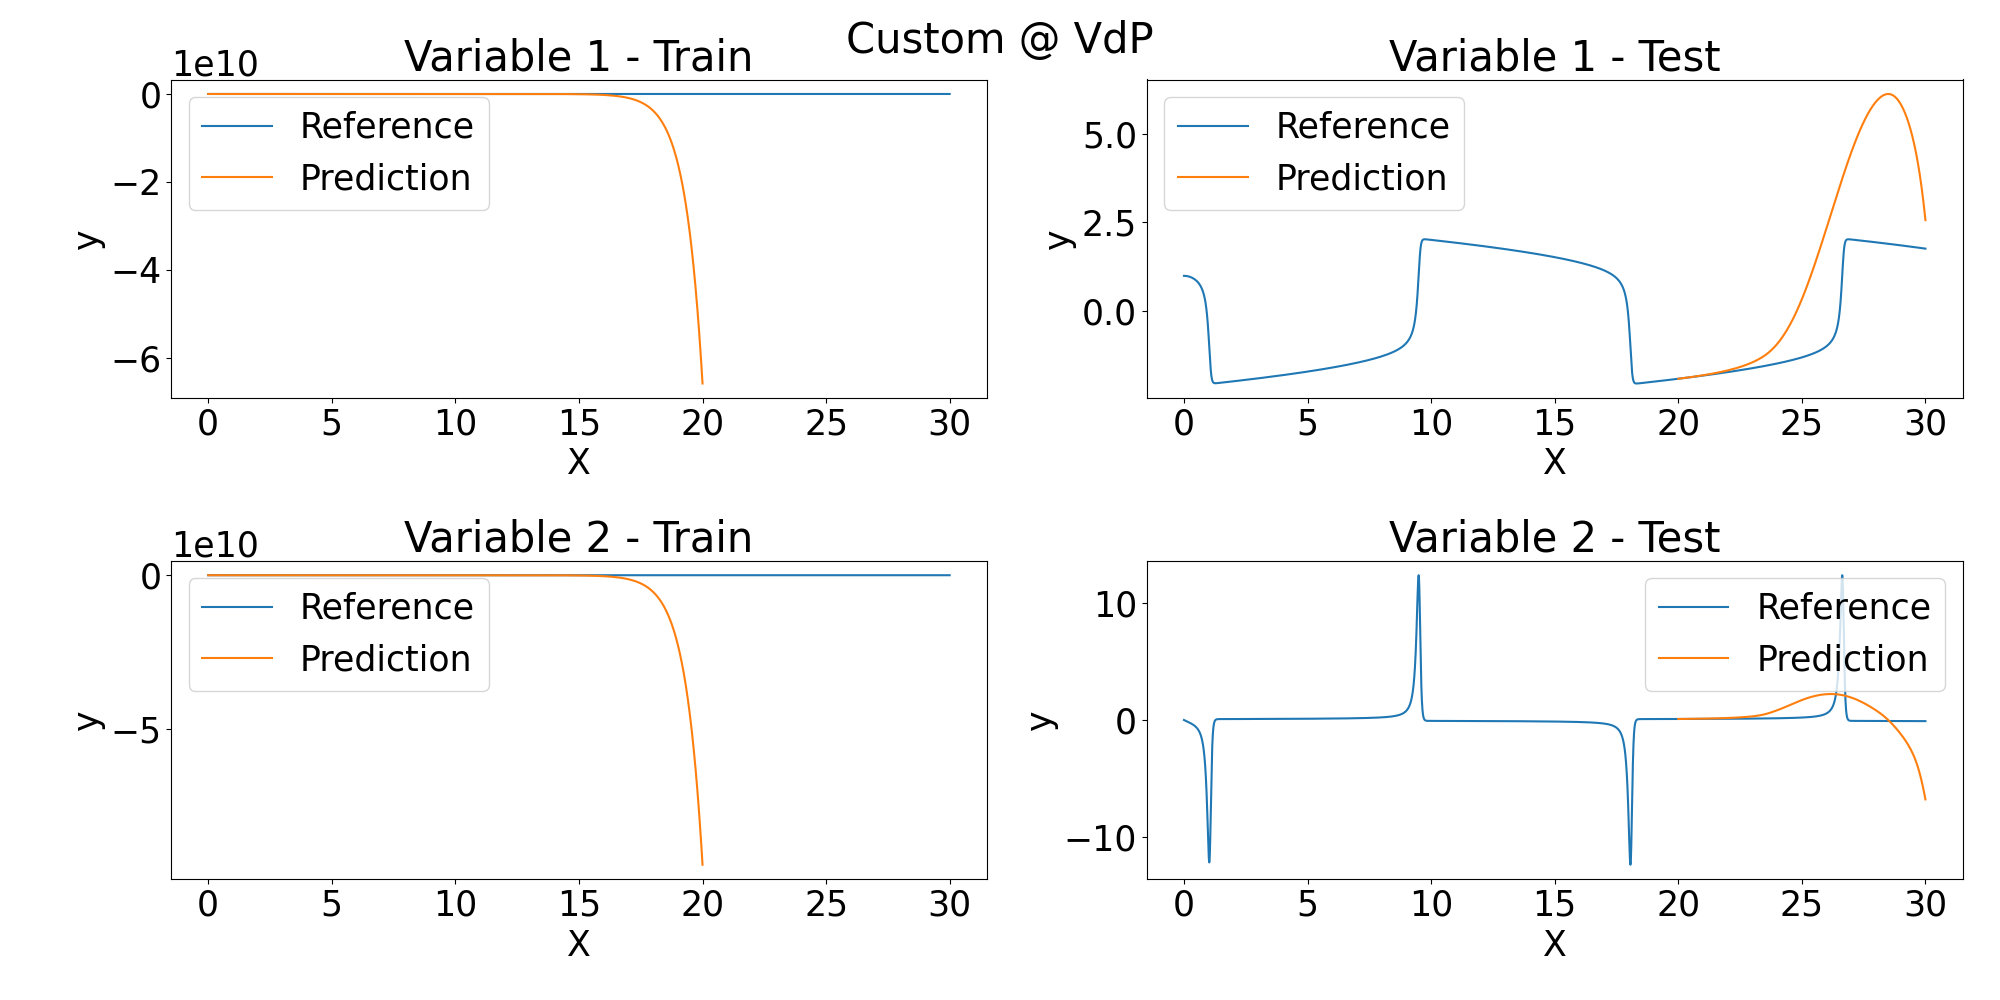 Custom @ VdP
Variable 1 - Train
1e10
0
−2
−4
−6
y
Reference
Prediction
0 5 10 15 20 25 30
X
Variable 1 - Test
5.0
2.5
0.0
y
Reference
Prediction
0 5 10 15 20 25 30
X
Variable 2 - Train
1e10
0
−5
y
Reference
Prediction
0 5 10 15 20 25 30
X
Variable 2 - Test
10
0
−10
y
Reference
Prediction
0 5 10 15 20 25 30
X